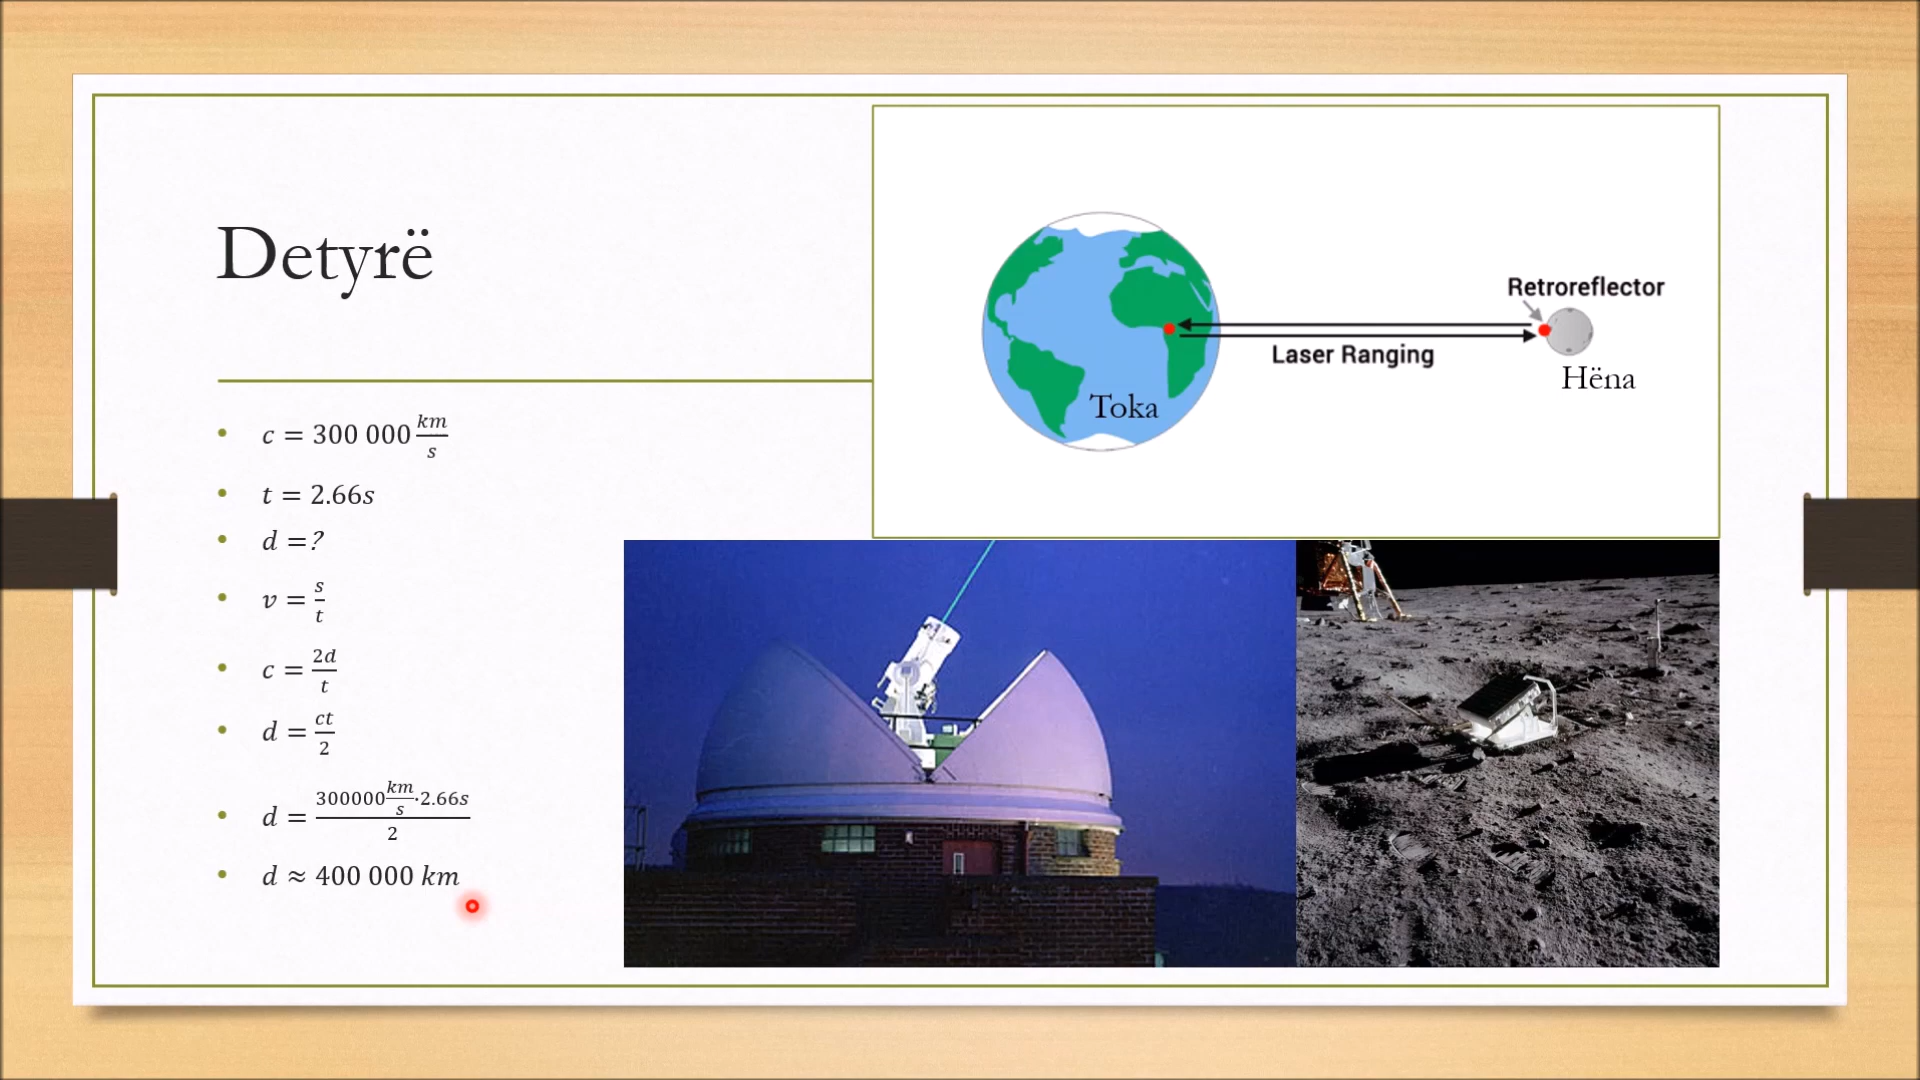 Detyrë
c = 300 000 km/s
t = 2.66s
d =?
v = s/t
c = 2d/t
d = ct/2
d = 300000 km/s ·2.66s / 2
d ≈ 400 000 km
Retroreflector
Laser Ranging
Hëna
Toka